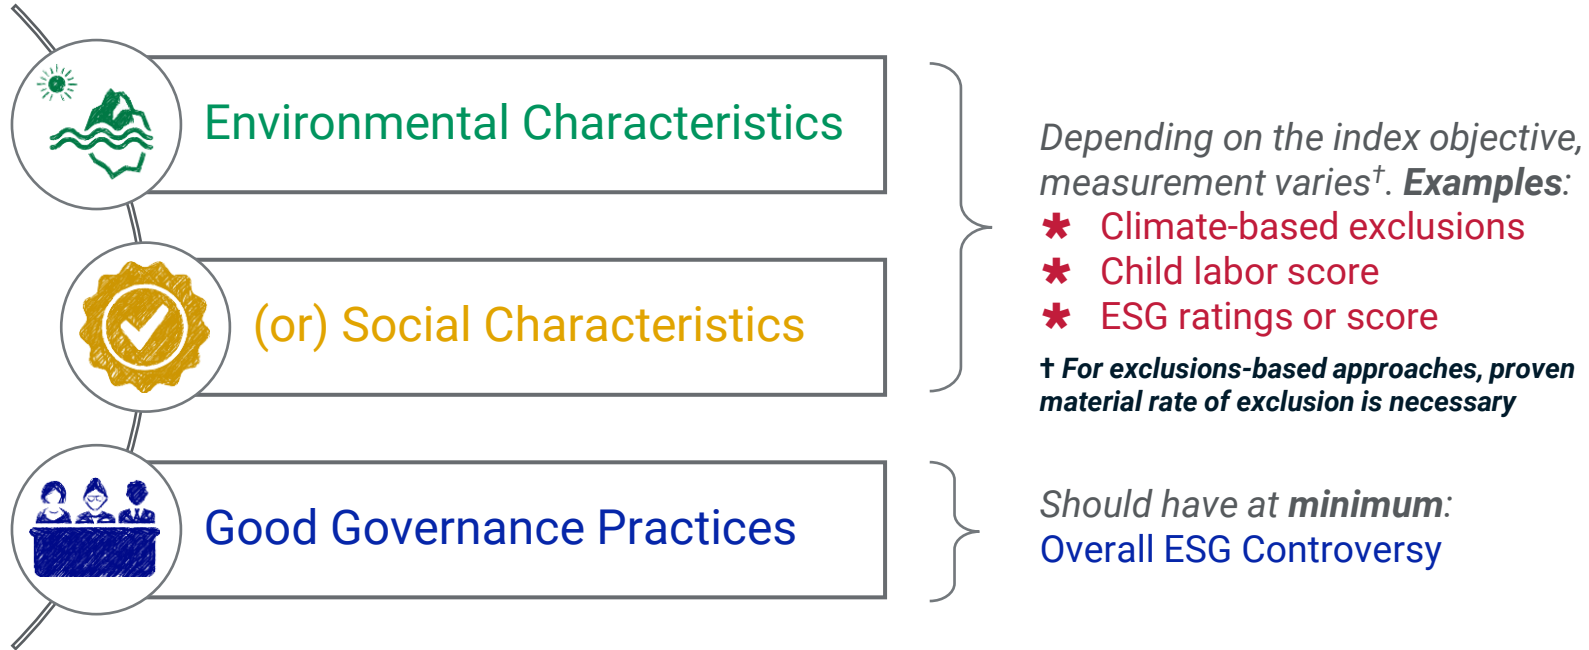 Environmental Characteristics
(or) Social Characteristics
Good Governance Practices
Depending on the index objective,
measurement varies†. Examples:
* Climate-based exclusions
* Child labor score
* ESG ratings or score
† For exclusions-based approaches, proven
material rate of exclusion is necessary
Should have at minimum:
Overall ESG Controversy